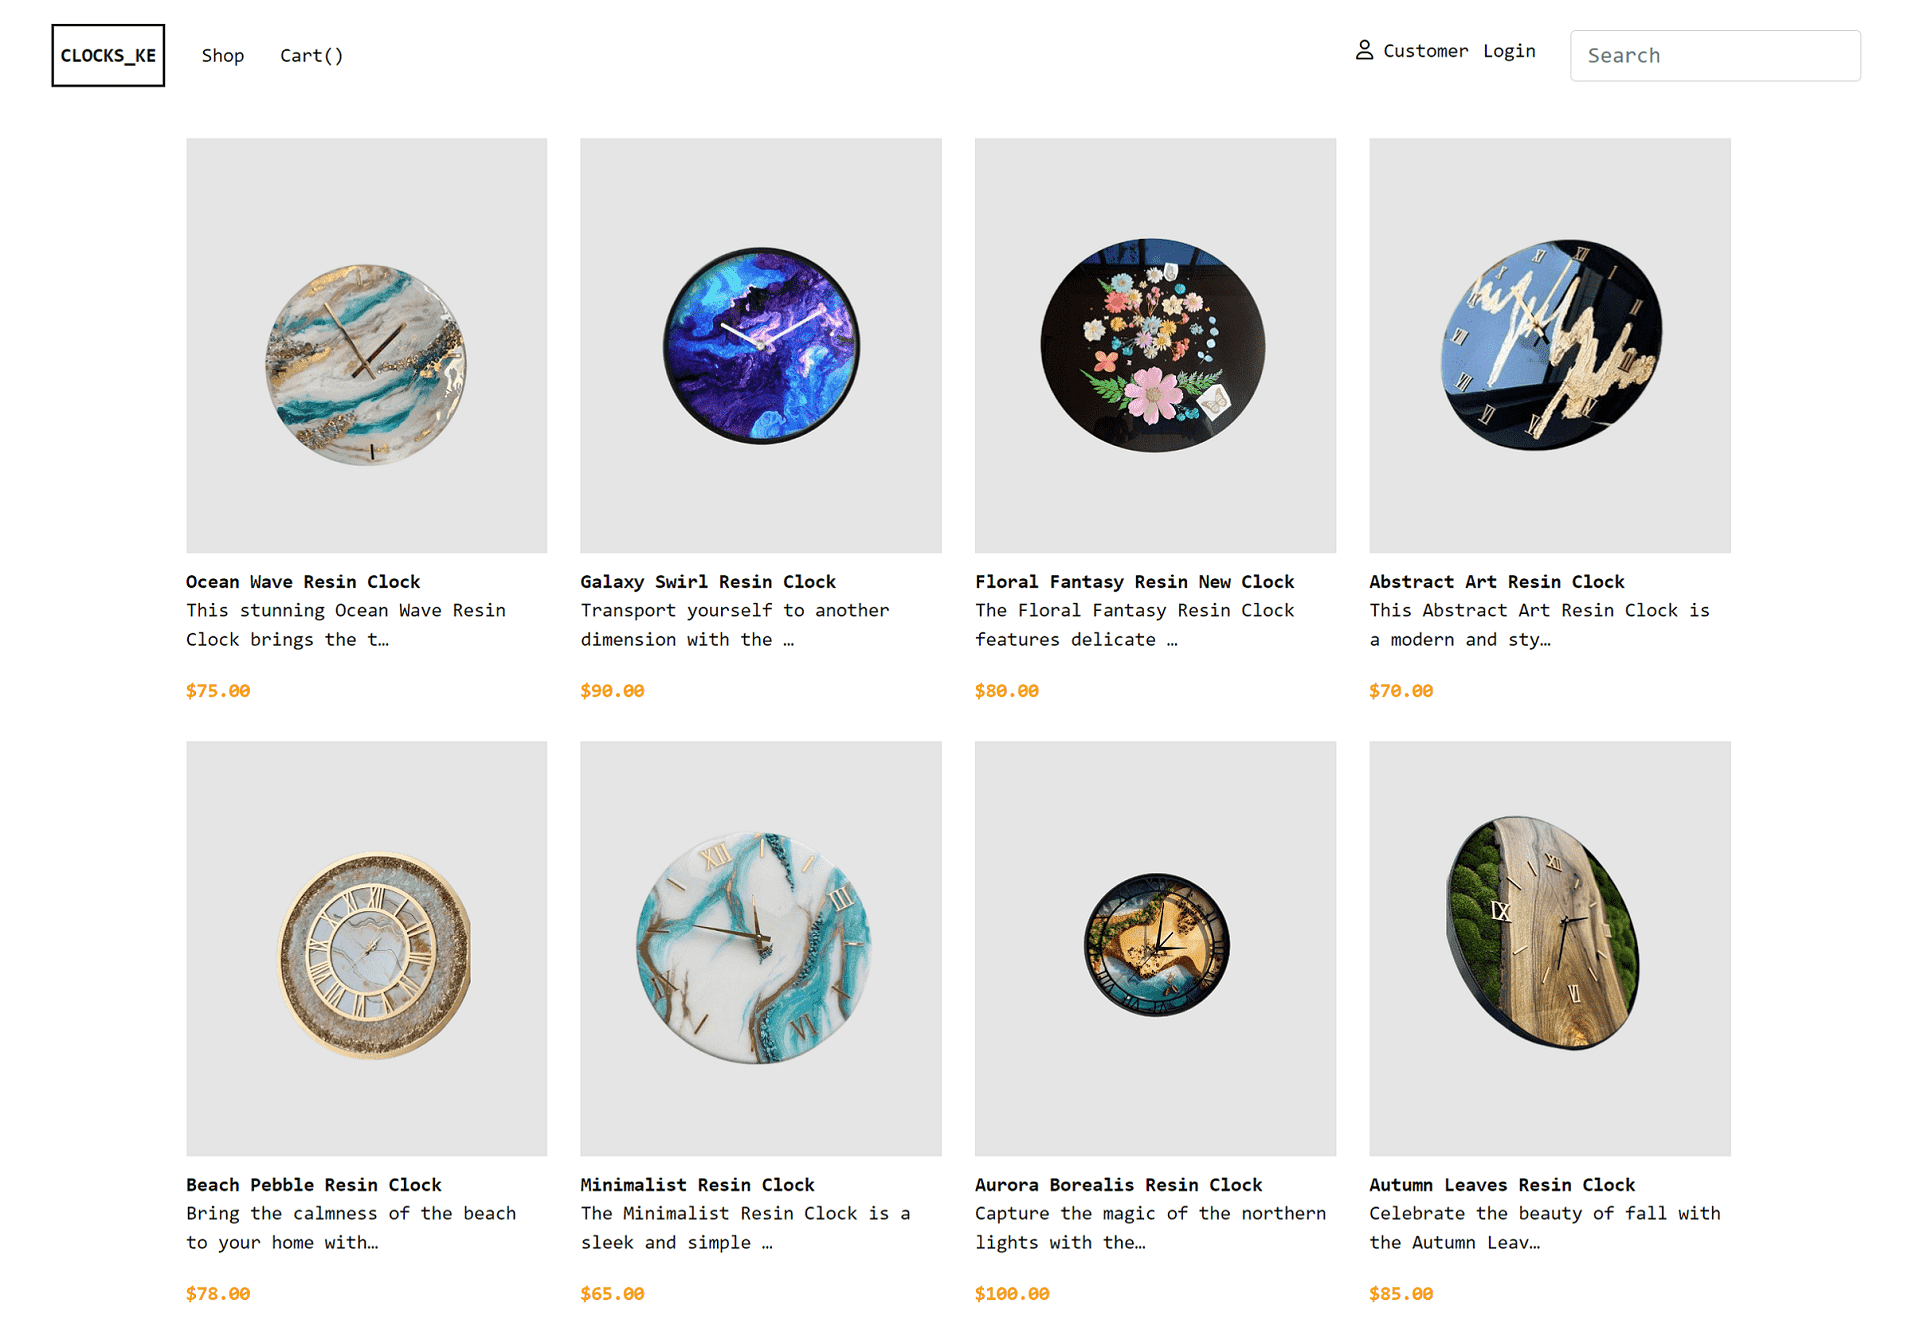 CLOCKS_KE
Shop
Cart()
Customer Login
Search
Ocean Wave Resin Clock
This stunning Ocean Wave Resin
Clock brings the t…
$75.00
Galaxy Swirl Resin Clock
Transport yourself to another
dimension with the …
$90.00
Floral Fantasy Resin New Clock
The Floral Fantasy Resin Clock
features delicate …
$80.00
Abstract Art Resin Clock
This Abstract Art Resin Clock is
a modern and sty…
$70.00
Beach Pebble Resin Clock
Bring the calmness of the beach
to your home with…
$78.00
Minimalist Resin Clock
The Minimalist Resin Clock is a
sleek and simple …
$65.00
Aurora Borealis Resin Clock
Capture the magic of the northern
lights with the…
$100.00
Autumn Leaves Resin Clock
Celebrate the beauty of fall with
the Autumn Leav…
$85.00